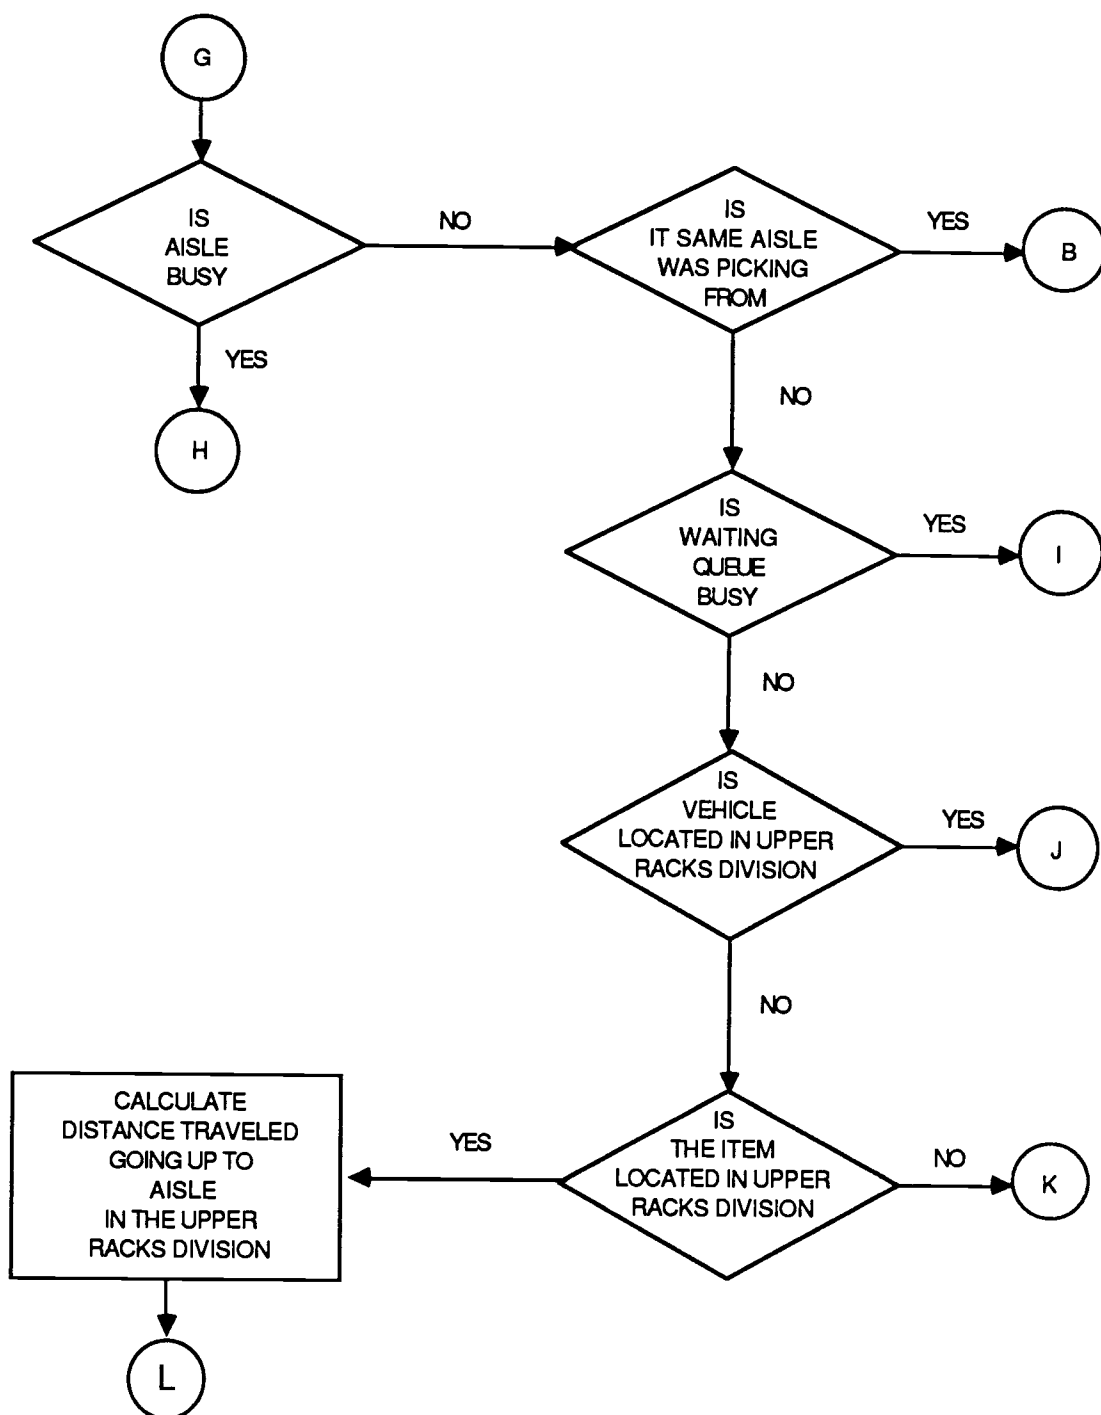 G
IS
AISLE
BUSY
NO
IS
IT SAME AISLE
WAS PICKING
FROM
YES
B
YES
H
NO
IS
WAITING
QUEUE
BUSY
YES
I
NO
IS
VEHICLE
LOCATED IN UPPER
RACKS DIVISION
YES
J
NO
IS
THE ITEM
LOCATED IN UPPER
RACKS DIVISION
NO
K
YES
CALCULATE
DISTANCE TRAVELED
GOING UP TO
AISLE
IN THE UPPER
RACKS DIVISION
L